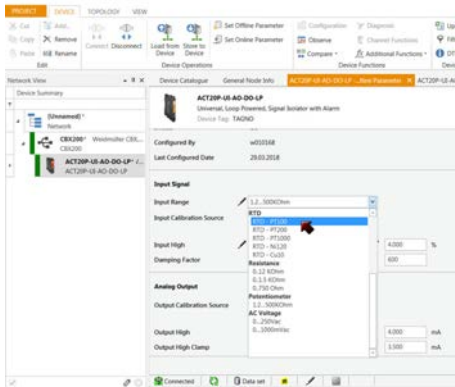 PROJECT DEVICE TOPOLOGY VIEW
Cut Add...
Copy Remove
Paste Rename
Connect Disconnect
Load from Device Store to Device
Set Offline Parameter
Set Online Parameter
Configuration Diagnosis
Observe Channel Functions
Compare Additional Functions
Edit Device Operations Device Functions
Network View
Device Catalogue General Node Info
Device Summary
(Unnamed)*
Network
CBX200* Weidmüller CBX...
CBX200
ACT20P-UI-AO-DO-LP*
ACT20P-UI-AO-DO-LP
ACT20P-UI-AO-DO-LP
Universal, Loop Powered, Signal Isolator with Alarm
Device Tag TAGNO
Configured By w010168
Last Configured Date 29.03.2018
Input Signal
Input Range 1.2...500KOhm
RTD
Input Calibration Source RTD - PT100
RTD - PT200
RTD - PT1000
Input High RTD - Ni120 4.000 %
RTD - Cu10
Damping Factor Resistance 600
0.12 KOhm
0.1.5 KOhm
0.750 Ohm
Analog Output
Potentiometer
Output Calibration Source 1.2...500KOhm
AC Voltage
0...250Vac
Output High 0...1000mVac 4.000 mA
Output High Clamp 3.500 mA
Connected Data set